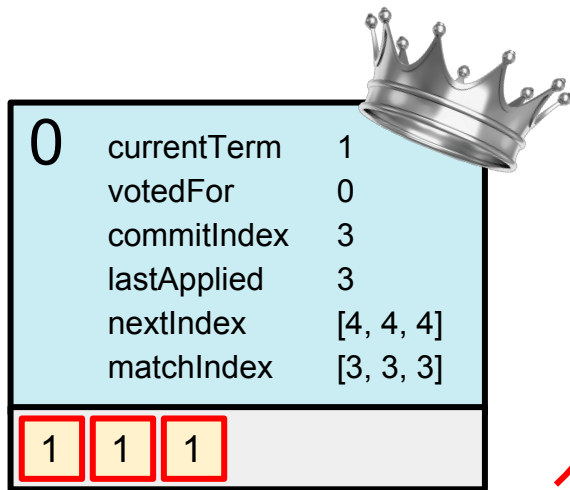 0
currentTerm 1
votedFor 0
commitIndex 3
lastApplied 3
nextIndex [4, 4, 4]
matchIndex [3, 3, 3]
1 1 1